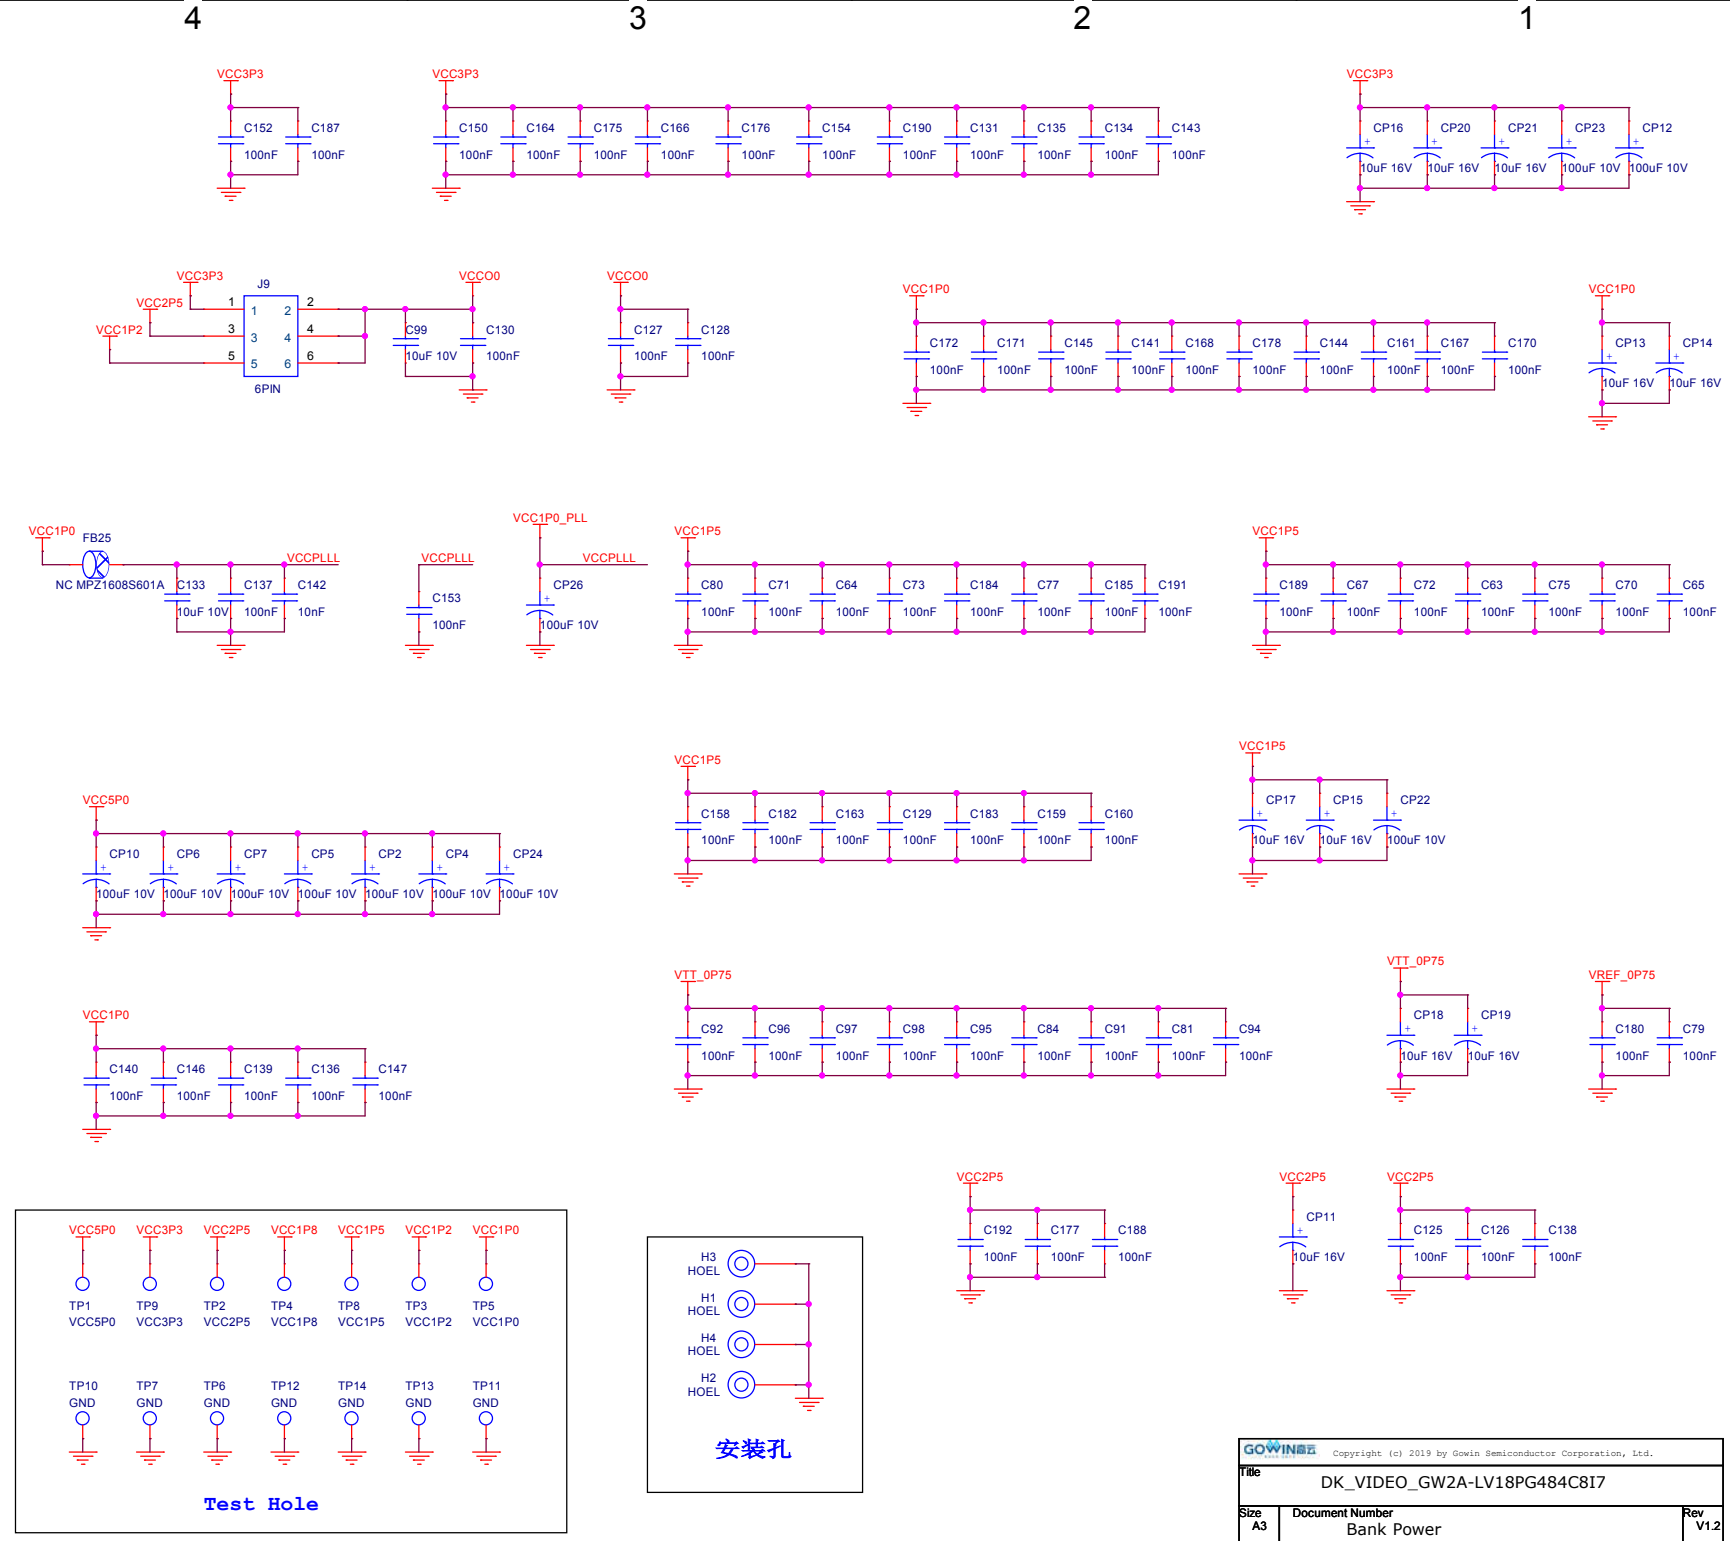 4 3 2 1
VCC3P3 VCC3P3 VCC3P3
C152 C187 C150 C164 C175 C166 C176 C154 C190 C131 C135 C134 C143 CP16 CP20 CP21 CP23 CP12
100nF 100nF 100nF 100nF 100nF 100nF 100nF 100nF 100nF 100nF 100nF 100nF 100nF 10uF 16V 10uF 16V 10uF 16V 100uF 10V 100uF 10V
VCC3P3 J9 VCCO0 VCCO0 VCC1P0 VCC1P0
VCC2P5 1 1 2 2
VCC1P2 3 3 4 4 C99 C130 C127 C128 C172 C171 C145 C141 C168 C178 C144 C161 C167 C170 CP13 CP14
5 5 6 6 10uF 10V 100nF 100nF 100nF 100nF 100nF 100nF 100nF 100nF 100nF 100nF 100nF 100nF 100nF 10uF 16V 10uF 16V
6PIN
VCC1P0 FB25 VCCPLLL VCCPLLL VCC1P0_PLL VCCPLLL VCC1P5 VCC1P5
NC MPZ1608S601A C133 C137 C142 C153 CP26 C80 C71 C64 C73 C184 C77 C185 C191 C189 C67 C72 C63 C75 C70 C65
10uF 10V 100nF 10nF 100nF 100uF 10V 100nF 100nF 100nF 100nF 100nF 100nF 100nF 100nF 100nF 100nF 100nF 100nF 100nF 100nF 100nF
VCC1P5 VCC1P5
VCC5P0 C158 C182 C163 C129 C183 C159 C160 CP17 CP15 CP22
100nF 100nF 100nF 100nF 100nF 100nF 100nF 10uF 16V 10uF 16V 100uF 10V
CP10 CP6 CP7 CP5 CP2 CP4 CP24
100uF 10V 100uF 10V 100uF 10V 100uF 10V 100uF 10V 100uF 10V 100uF 10V
VTT_0P75 VTT_0P75 VREF_0P75
VCC1P0 C92 C96 C97 C98 C95 C84 C91 C81 C94 CP18 CP19 C180 C79
100nF 100nF 100nF 100nF 100nF 100nF 100nF 100nF 100nF 10uF 16V 10uF 16V 100nF 100nF
C140 C146 C139 C136 C147
100nF 100nF 100nF 100nF 100nF
VCC2P5 VCC2P5 VCC2P5
C192 C177 C188 CP11 C125 C126 C138
100nF 100nF 100nF 10uF 16V 100nF 100nF 100nF
VCC5P0 VCC3P3 VCC2P5 VCC1P8 VCC1P5 VCC1P2 VCC1P0
TP1 TP9 TP2 TP4 TP8 TP3 TP5
VCC5P0 VCC3P3 VCC2P5 VCC1P8 VCC1P5 VCC1P2 VCC1P0
TP10 TP7 TP6 TP12 TP14 TP13 TP11
GND GND GND GND GND GND GND
Test Hole
H3
HOEL
H1
HOEL
H4
HOEL
H2
HOEL
安装孔
GOWIN高云 Copyright (c) 2019 by Gowin Semiconductor Corporation, Ltd.
Title
DK_VIDEO_GW2A-LV18PG484C8I7
Size Document Number Rev
A3 Bank Power V1.2